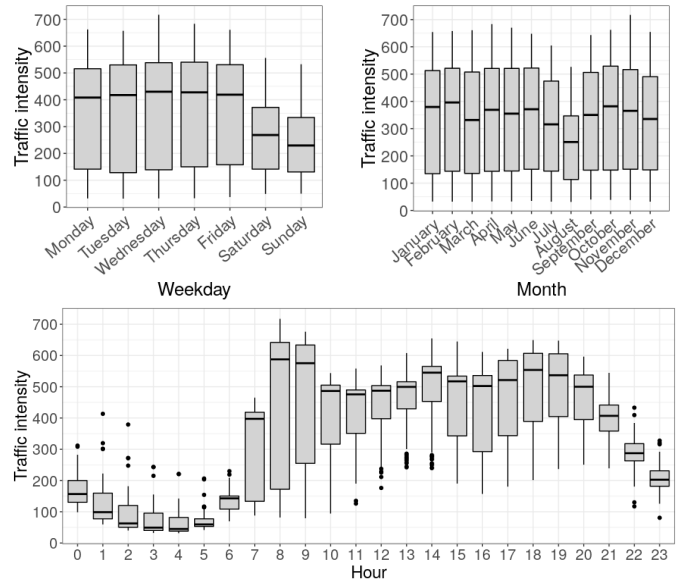 700
600
500
400
300
200
100
0
Traffic intensity
Monday
Tuesday
Wednesday
Thursday
Friday
Saturday
Sunday
Weekday
700
600
500
400
300
200
100
0
Traffic intensity
January
February
March
April
May
June
July
August
September
October
November
December
Month
700
600
500
400
300
200
100
0
Traffic intensity
0 1 2 3 4 5 6 7 8 9 10 11 12 13 14 15 16 17 18 19 20 21 22 23
Hour